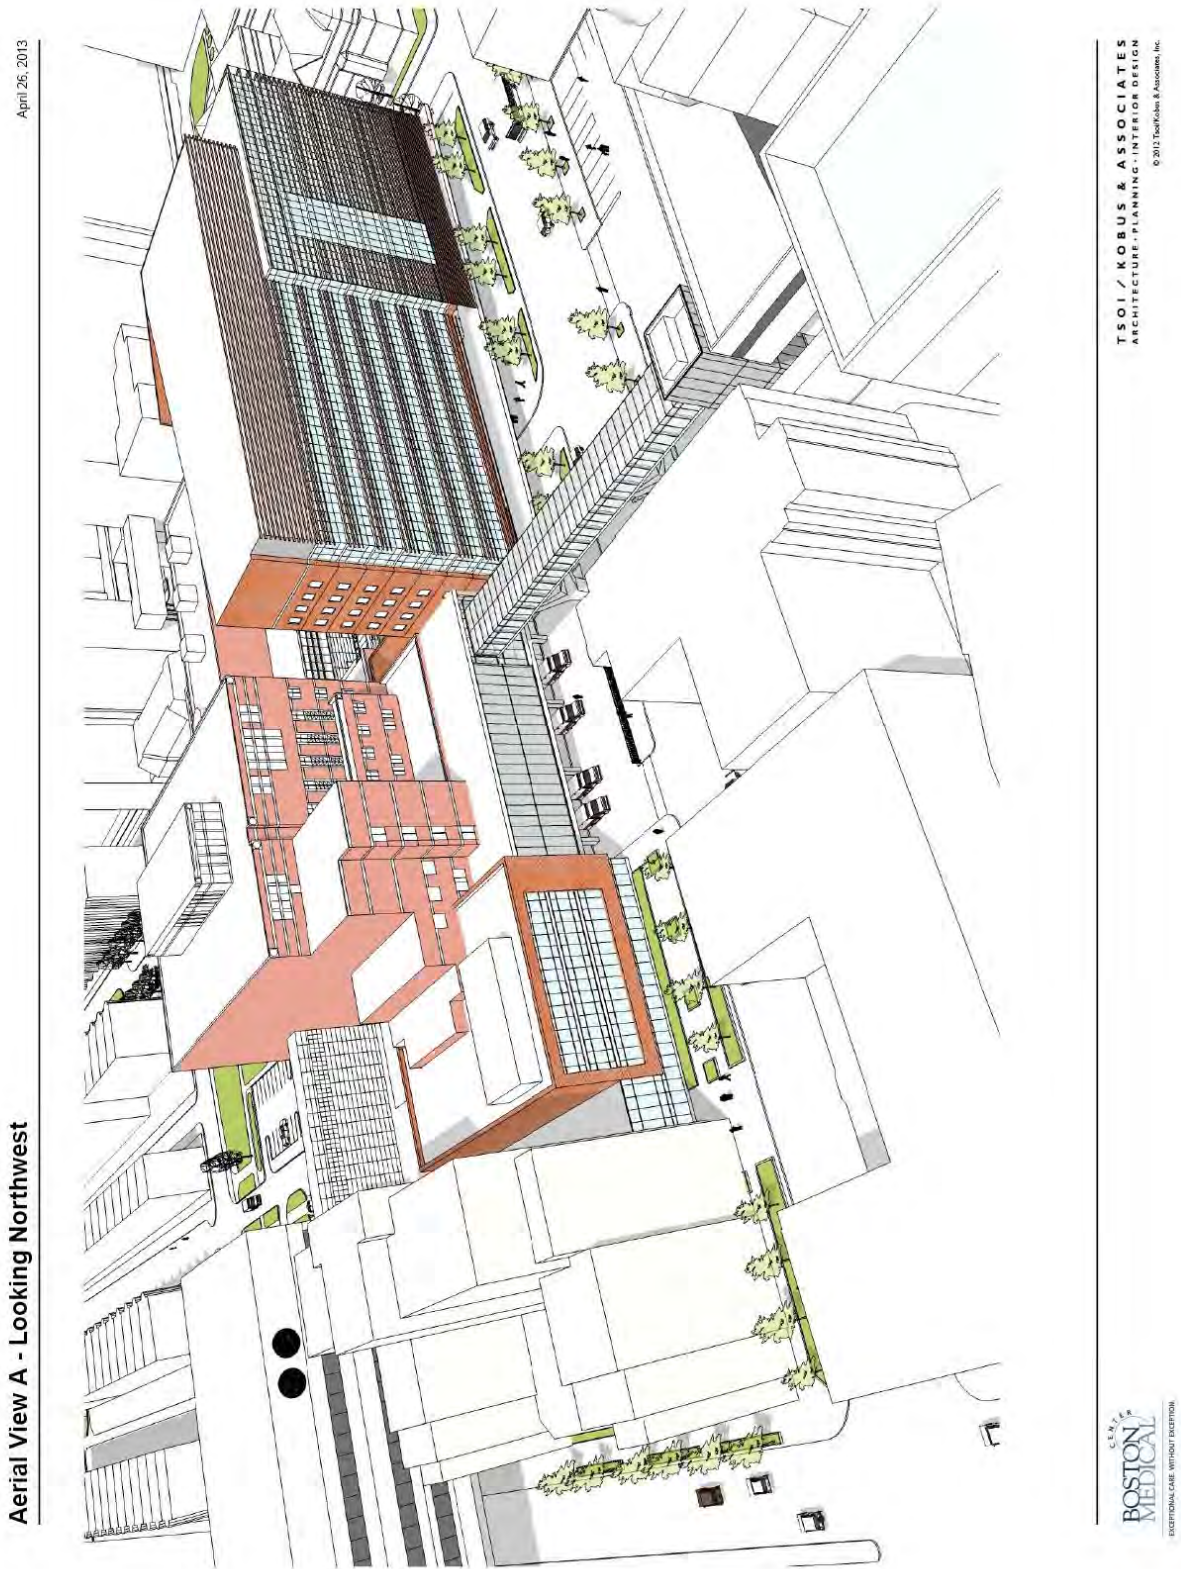 Aerial View A - Looking Northwest
April 26, 2013
BOSTON
MEDICAL
CENTER
EXCEPTIONAL CARE. WITHOUT EXCEPTION.
TSOI / KOBUS & ASSOCIATES
ARCHITECTURE • PLANNING • INTERIOR DESIGN
© 2012 Tsoi/Kobus & Associates, Inc.